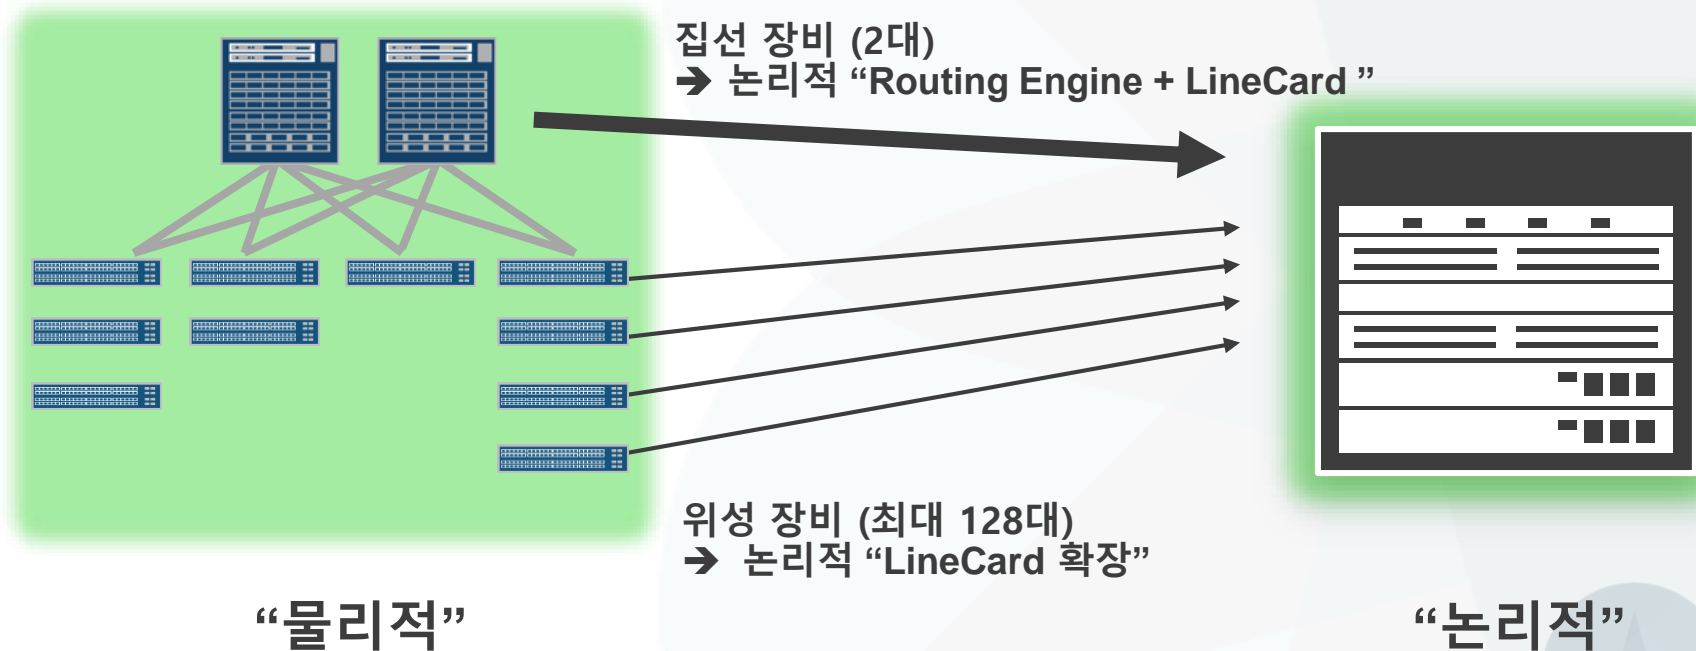 집선 장비 (2대)
➔ 논리적 “Routing Engine + LineCard ”
위성 장비 (최대 128대)
➔ 논리적 “LineCard 확장”
“물리적”
“논리적”